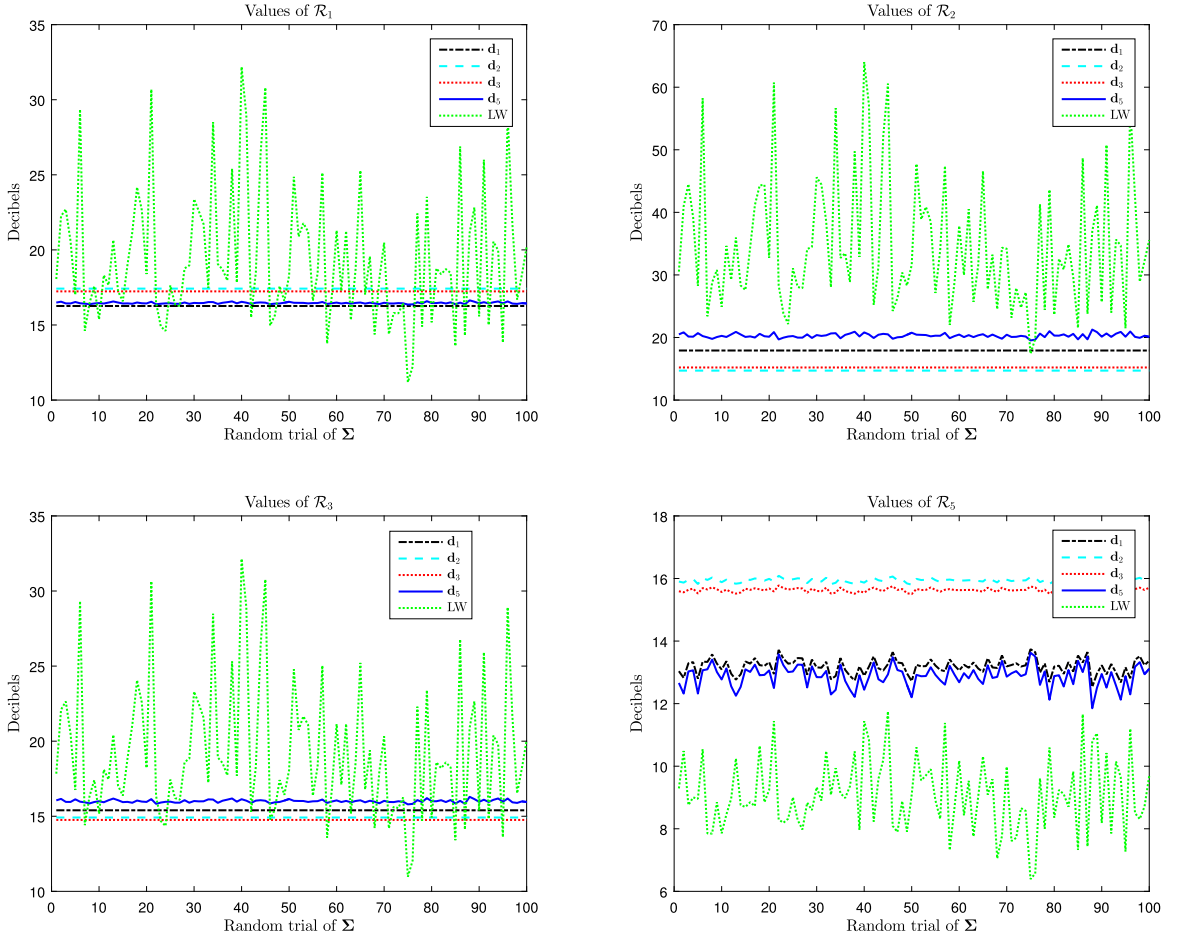 Values of R₁
35
30
25
20
15
10
Decibels
0 10 20 30 40 50 60 70 80 90 100
Random trial of Σ
d₁
d₂
d₃
d₅
LW
Values of R₂
70
60
50
40
30
20
10
Decibels
0 10 20 30 40 50 60 70 80 90 100
Random trial of Σ
d₁
d₂
d₃
d₅
LW
Values of R₃
35
30
25
20
15
10
Decibels
0 10 20 30 40 50 60 70 80 90 100
Random trial of Σ
d₁
d₂
d₃
d₅
LW
Values of R₅
18
16
14
12
10
8
6
Decibels
0 10 20 30 40 50 60 70 80 90 100
Random trial of Σ
d₁
d₂
d₃
d₅
LW